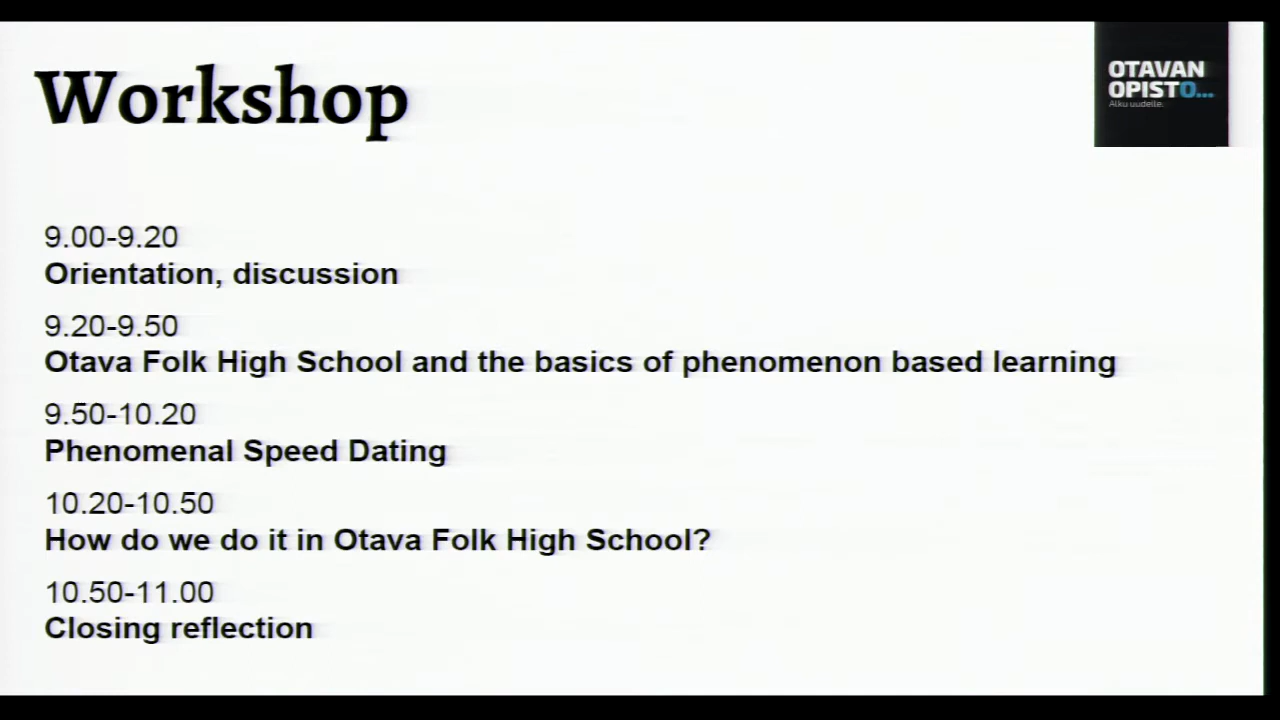 Workshop
OTAVAN
OPISTO...
Alku uudelle.
9.00-9.20
Orientation, discussion
9.20-9.50
Otava Folk High School and the basics of phenomenon based learning
9.50-10.20
Phenomenal Speed Dating
10.20-10.50
How do we do it in Otava Folk High School?
10.50-11.00
Closing reflection